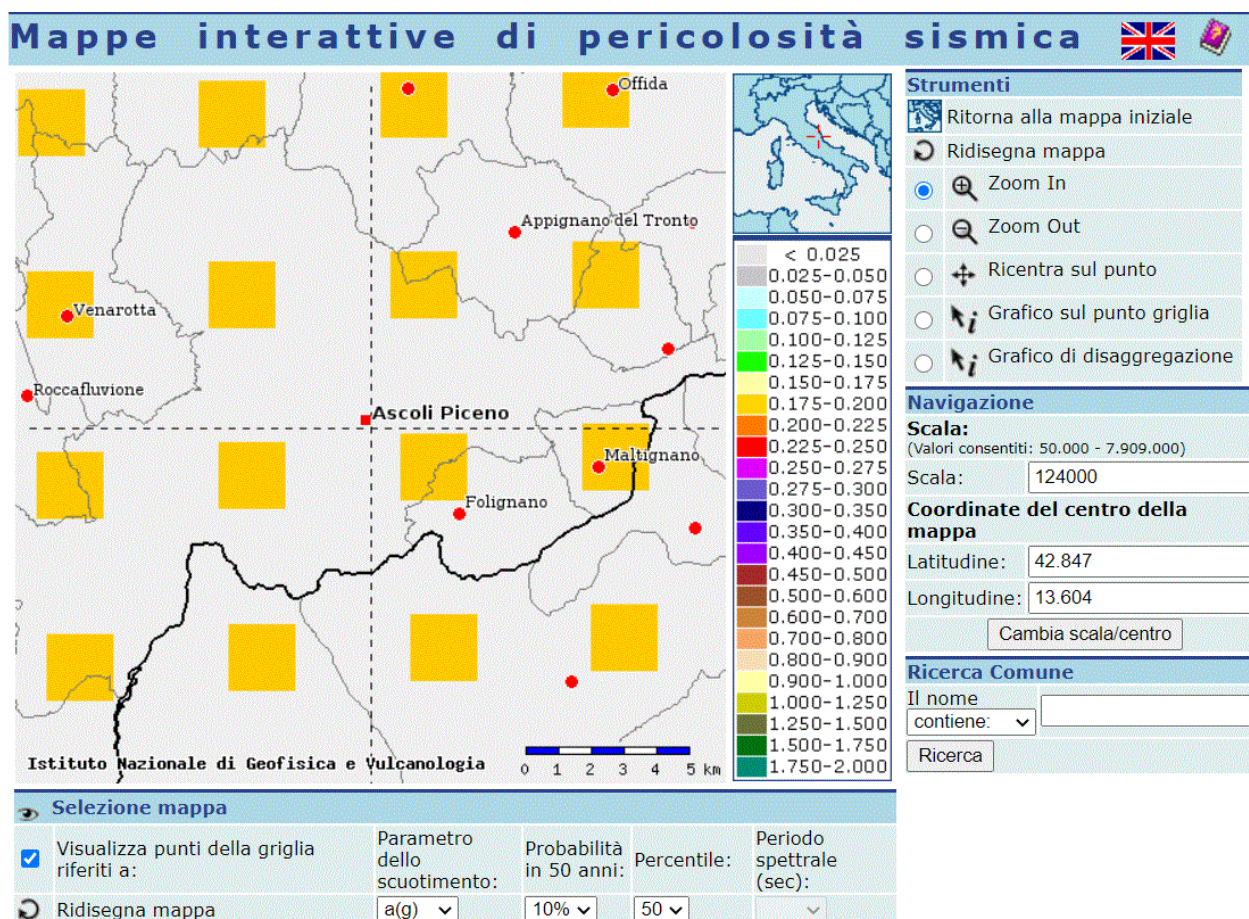 Mappe interattive di pericolosità sismica
Offida
Appignano del Tronto
Venarotta
Roccafluvione
Ascoli Piceno
Maltignano
Folignano
Istituto Nazionale di Geofisica e Vulcanologia
0 1 2 3 4 5 km
< 0.025
0.025-0.050
0.050-0.075
0.075-0.100
0.100-0.125
0.125-0.150
0.150-0.175
0.175-0.200
0.200-0.225
0.225-0.250
0.250-0.275
0.275-0.300
0.300-0.350
0.350-0.400
0.400-0.450
0.450-0.500
0.500-0.600
0.600-0.700
0.700-0.800
0.800-0.900
0.900-1.000
1.000-1.250
1.250-1.500
1.500-1.750
1.750-2.000
Strumenti
Ritorna alla mappa iniziale
Ridisegna mappa
Zoom In
Zoom Out
Ricentra sul punto
Grafico sul punto griglia
Grafico di disaggregazione
Navigazione
Scala:
(Valori consentiti: 50.000 - 7.909.000)
Scala: 124000
Coordinate del centro della
mappa
Latitudine: 42.847
Longitudine: 13.604
Cambia scala/centro
Ricerca Comune
Il nome
contiene:
Ricerca
Selezione mappa
Visualizza punti della griglia
riferiti a:
Parametro
dello
scuotimento:
Probabilità
in 50 anni:
Percentile:
Periodo
spettrale
(sec):
Ridisegna mappa
a(g)
10%
50